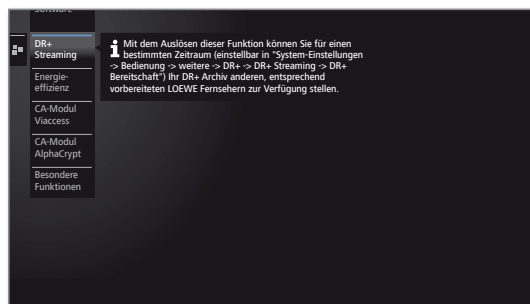 Software
DR+
Streaming
Mit dem Auslösen dieser Funktion können Sie für einen
bestimmten Zeitraum (einstellbar in "System-Einstellungen
-> Bedienung -> weitere -> DR+ -> DR+ Streaming -> DR+
Bereitschaft") Ihr DR+ Archiv anderen, entsprechend
vorbereiteten LOEWE Fernsehern zur Verfügung stellen.
Energie-
effizienz
CA-Modul
Viaccess
CA-Modul
AlphaCrypt
Besondere
Funktionen